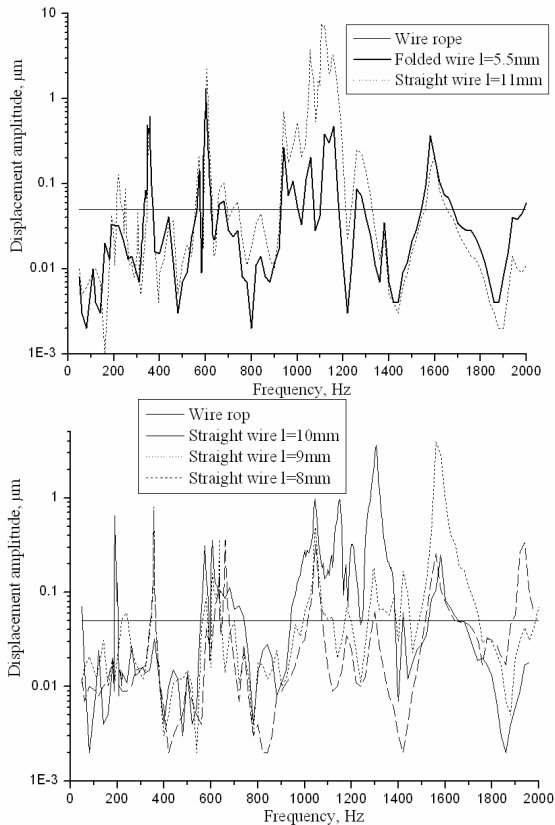 10
1
0.1
0.01
1E-3
Displacement amplitude, μm
Wire rope
Folded wire l=5.5mm
Straight wire l=11mm
0 200 400 600 800 1000 1200 1400 1600 1800 2000
Frequency, Hz
Wire rop
Straight wire l=10mm
Straight wire l=9mm
Straight wire l=8mm
1
0.1
0.01
1E-3
Displacement amplitude, μm
0 200 400 600 800 1000 1200 1400 1600 1800 2000
Frequency, Hz